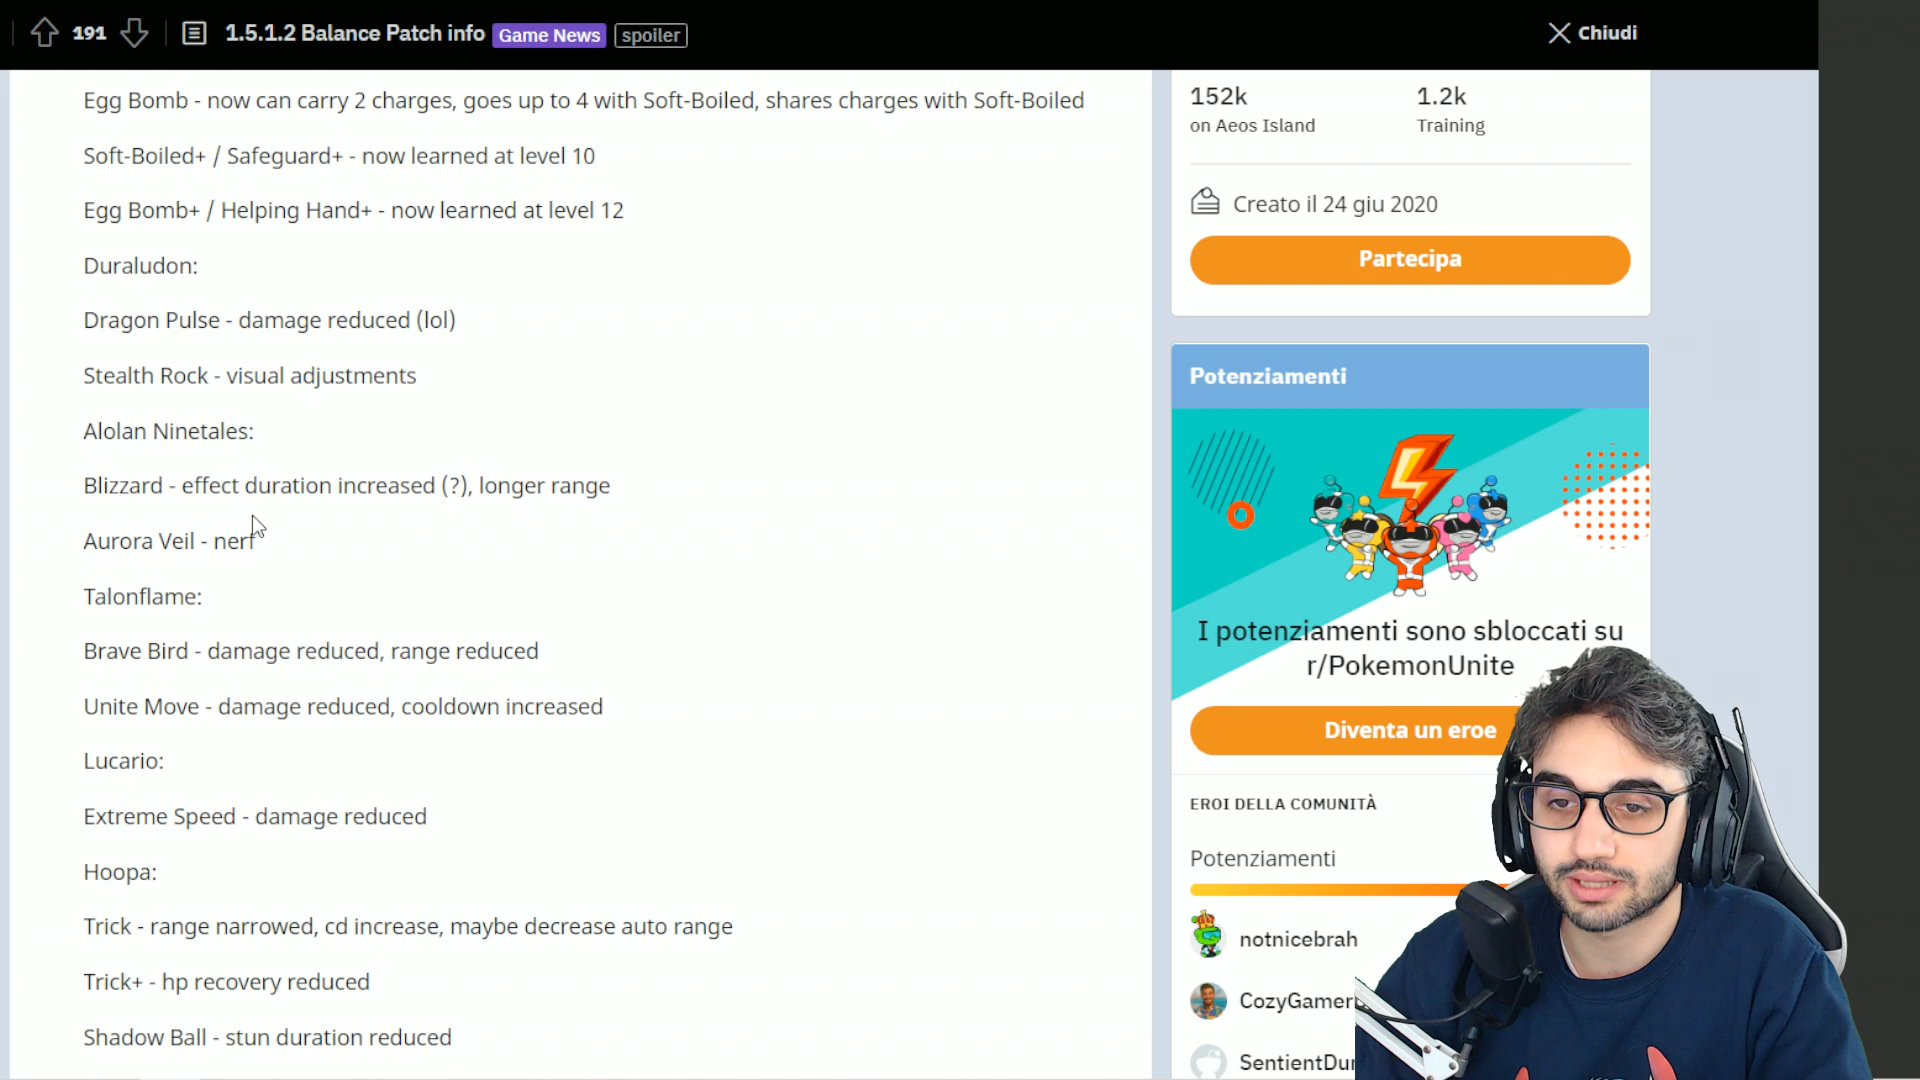 191 1.5.1.2 Balance Patch info Game News spoiler Chiudi
Egg Bomb - now can carry 2 charges, goes up to 4 with Soft-Boiled, shares charges with Soft-Boiled
Soft-Boiled+ / Safeguard+ - now learned at level 10
Egg Bomb+ / Helping Hand+ - now learned at level 12
Duraludon:
Dragon Pulse - damage reduced (lol)
Stealth Rock - visual adjustments
Alolan Ninetales:
Blizzard - effect duration increased (?), longer range
Aurora Veil - nerf
Talonflame:
Brave Bird - damage reduced, range reduced
Unite Move - damage reduced, cooldown increased
Lucario:
Extreme Speed - damage reduced
Hoopa:
Trick - range narrowed, cd increase, maybe decrease auto range
Trick+ - hp recovery reduced
Shadow Ball - stun duration reduced
152k 1.2k
on Aeos Island Training
Creato il 24 giu 2020
Partecipa
Potenziamenti
I potenziamenti sono sbloccati su
r/PokemonUnite
Diventa un eroe
EROI DELLA COMUNITÀ
Potenziamenti
notnicebrah